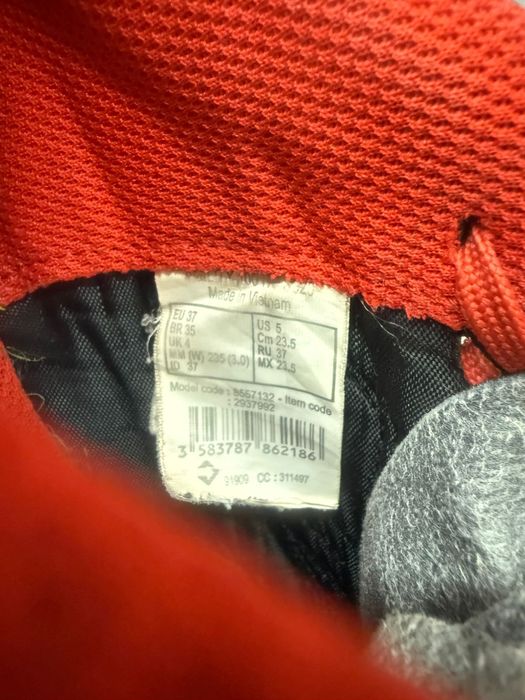 Made in Vietnam
EU 37
BR 35
UK 4
MM (W) 235 (3.0)
ID 37
US 5
Cm 23.5
RU 37
MX 23.5
Model code : 8557132 - Item code
: 2937992
3 583787 862186
91909 CC : 311497